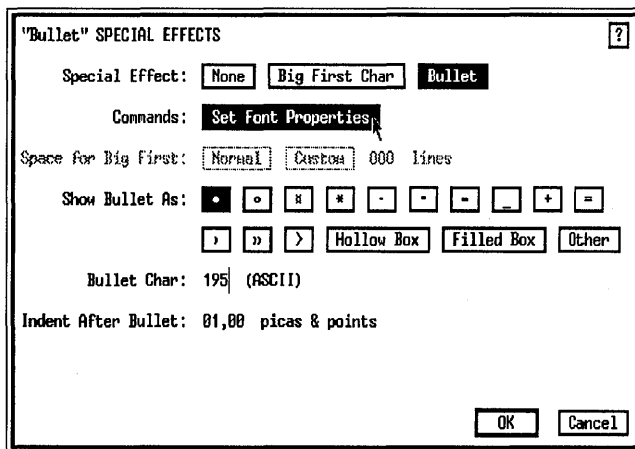 "Bullet" SPECIAL EFFECTS ?
Special Effect: None Big First Char Bullet
Commands: Set Font Properties
Space for Big First: Normal Custom 000 lines
Show Bullet As: • ∘ ¤ * - - = _ + =
› » > Hollow Box Filled Box Other
Bullet Char: 195 (ASCII)
Indent After Bullet: 01,00 picas & points
OK Cancel